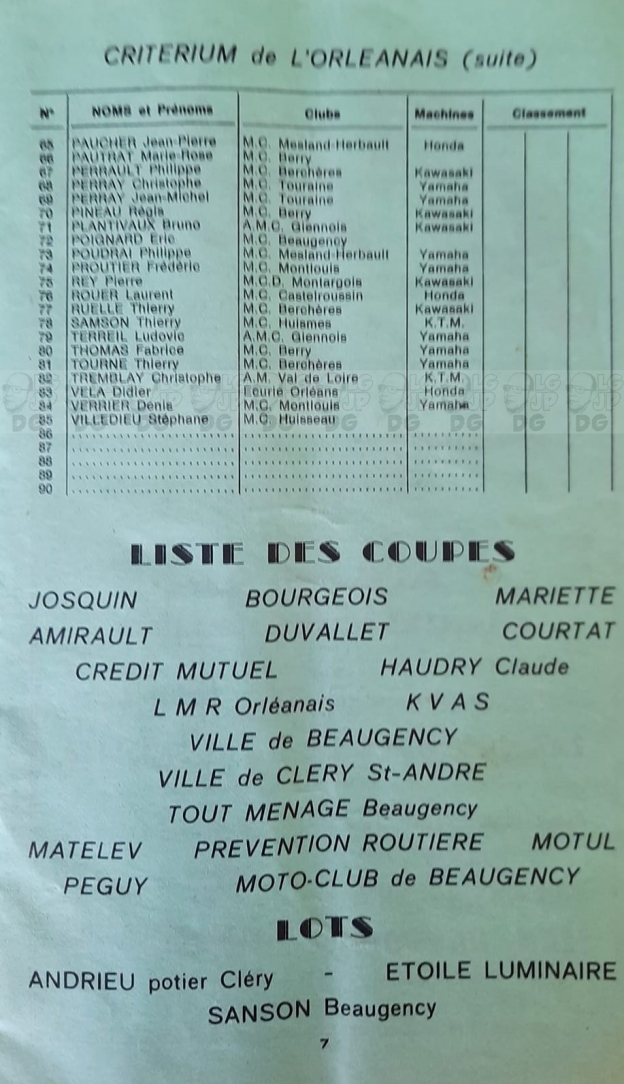 CRITERIUM de L'ORLEANAIS (suite)
N° NOMS et Prénoms Clubs Machines Classement
65 PAUCHER Jean-Pierre M.C. Mesland-Herbault Honda
66 PAUTRAT Marie-Rose M.C. Berry
67 PERRAULT Philippe M.C. Berchères Kawasaki
68 PERRAY Christophe M.C. Touraine Yamaha
69 PERRAY Jean-Michel M.C. Touraine Yamaha
70 PINEAU Régis M.C. Berry Kawasaki
71 PLANTIVAUX Bruno A.M.C. Giennois Kawasaki
72 POIGNARD Eric M.C. Beaugency
73 POUDRAI Philippe M.C. Mesland-Herbault Yamaha
74 PROUTIER Frédéric M.C. Montlouis Yamaha
75 REY Pierre M.C.D. Montargois Kawasaki
76 ROUER Laurent M.C. Castelroussin Honda
77 RUELLE Thierry M.C. Berchères Kawasaki
78 SAMSON Thierry M.C. Huismes K.T.M.
79 TERREIL Ludovic A.M.C. Giennois Yamaha
80 THOMAS Fabrice M.C. Berry Yamaha
81 TOURNE Thierry M.C. Berchères Yamaha
82 TREMBLAY Christophe A.M. Val de Loire K.T.M.
83 VELA Didier Ecurie Orléans Honda
84 VERRIER Denis M.C. Montlouis Yamaha
85 VILLEDIEU Stéphane M.C. Huisseau
86
87
88
89
90
LISTE DES COUPES
JOSQUIN BOURGEOIS MARIETTE
AMIRAULT DUVALLET COURTAT
CREDIT MUTUEL HAUDRY Claude
L M R Orléanais K V A S
VILLE de BEAUGENCY
VILLE de CLERY St-ANDRE
TOUT MENAGE Beaugency
MATELEV PREVENTION ROUTIERE MOTUL
PEGUY MOTO-CLUB de BEAUGENCY
LOTS
ANDRIEU potier Cléry - ETOILE LUMINAIRE
SANSON Beaugency
7